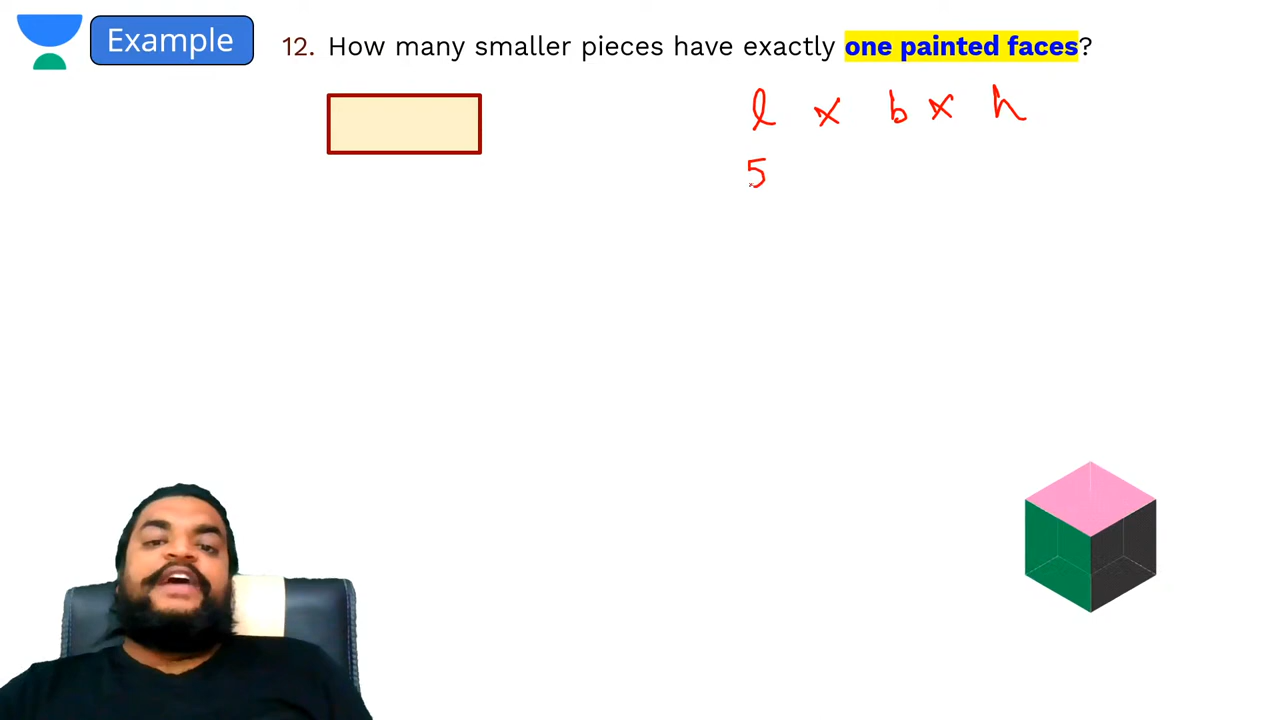 Example
12. How many smaller pieces have exactly one painted faces?
l x b x h
5